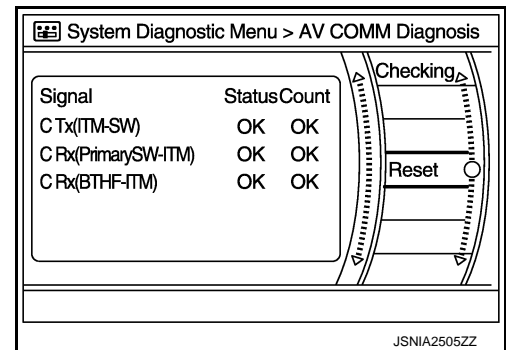 System Diagnostic Menu > AV COMM Diagnosis
Checking
Signal Status Count
C Tx(ITM-SW) OK OK
C Rx(PrimarySW-ITM) OK OK
C Rx(BTHF-ITM) OK OK
Reset
JSNIA2505ZZ